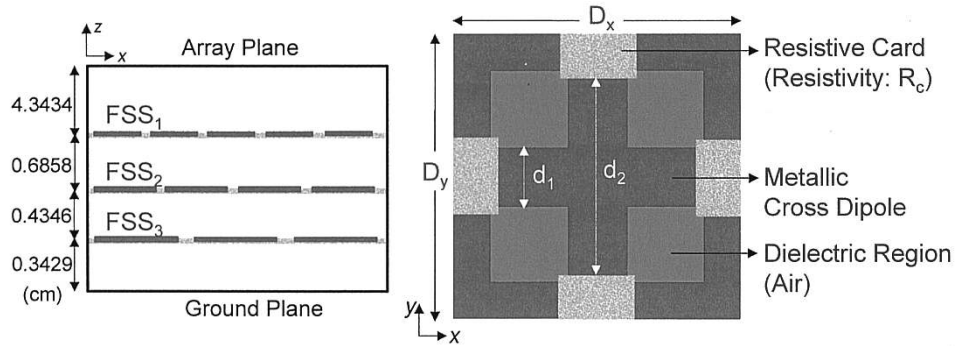 z
x
Array Plane
4.3434
FSS1
0.6858
FSS2
0.4346
FSS3
0.3429
(cm)
Ground Plane
Dx
Dy
d1
d2
y
x
Resistive Card
(Resistivity: Rc)
Metallic
Cross Dipole
Dielectric Region
(Air)